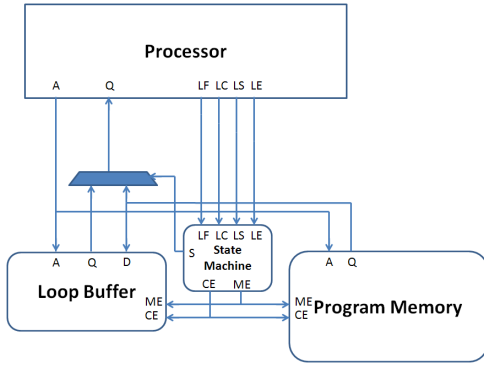 Processor
A Q LF LC LS LE
LF LC LS LE
S State
Machine
CE ME
A Q D
Loop Buffer
ME
CE
A Q
ME
CE
Program Memory